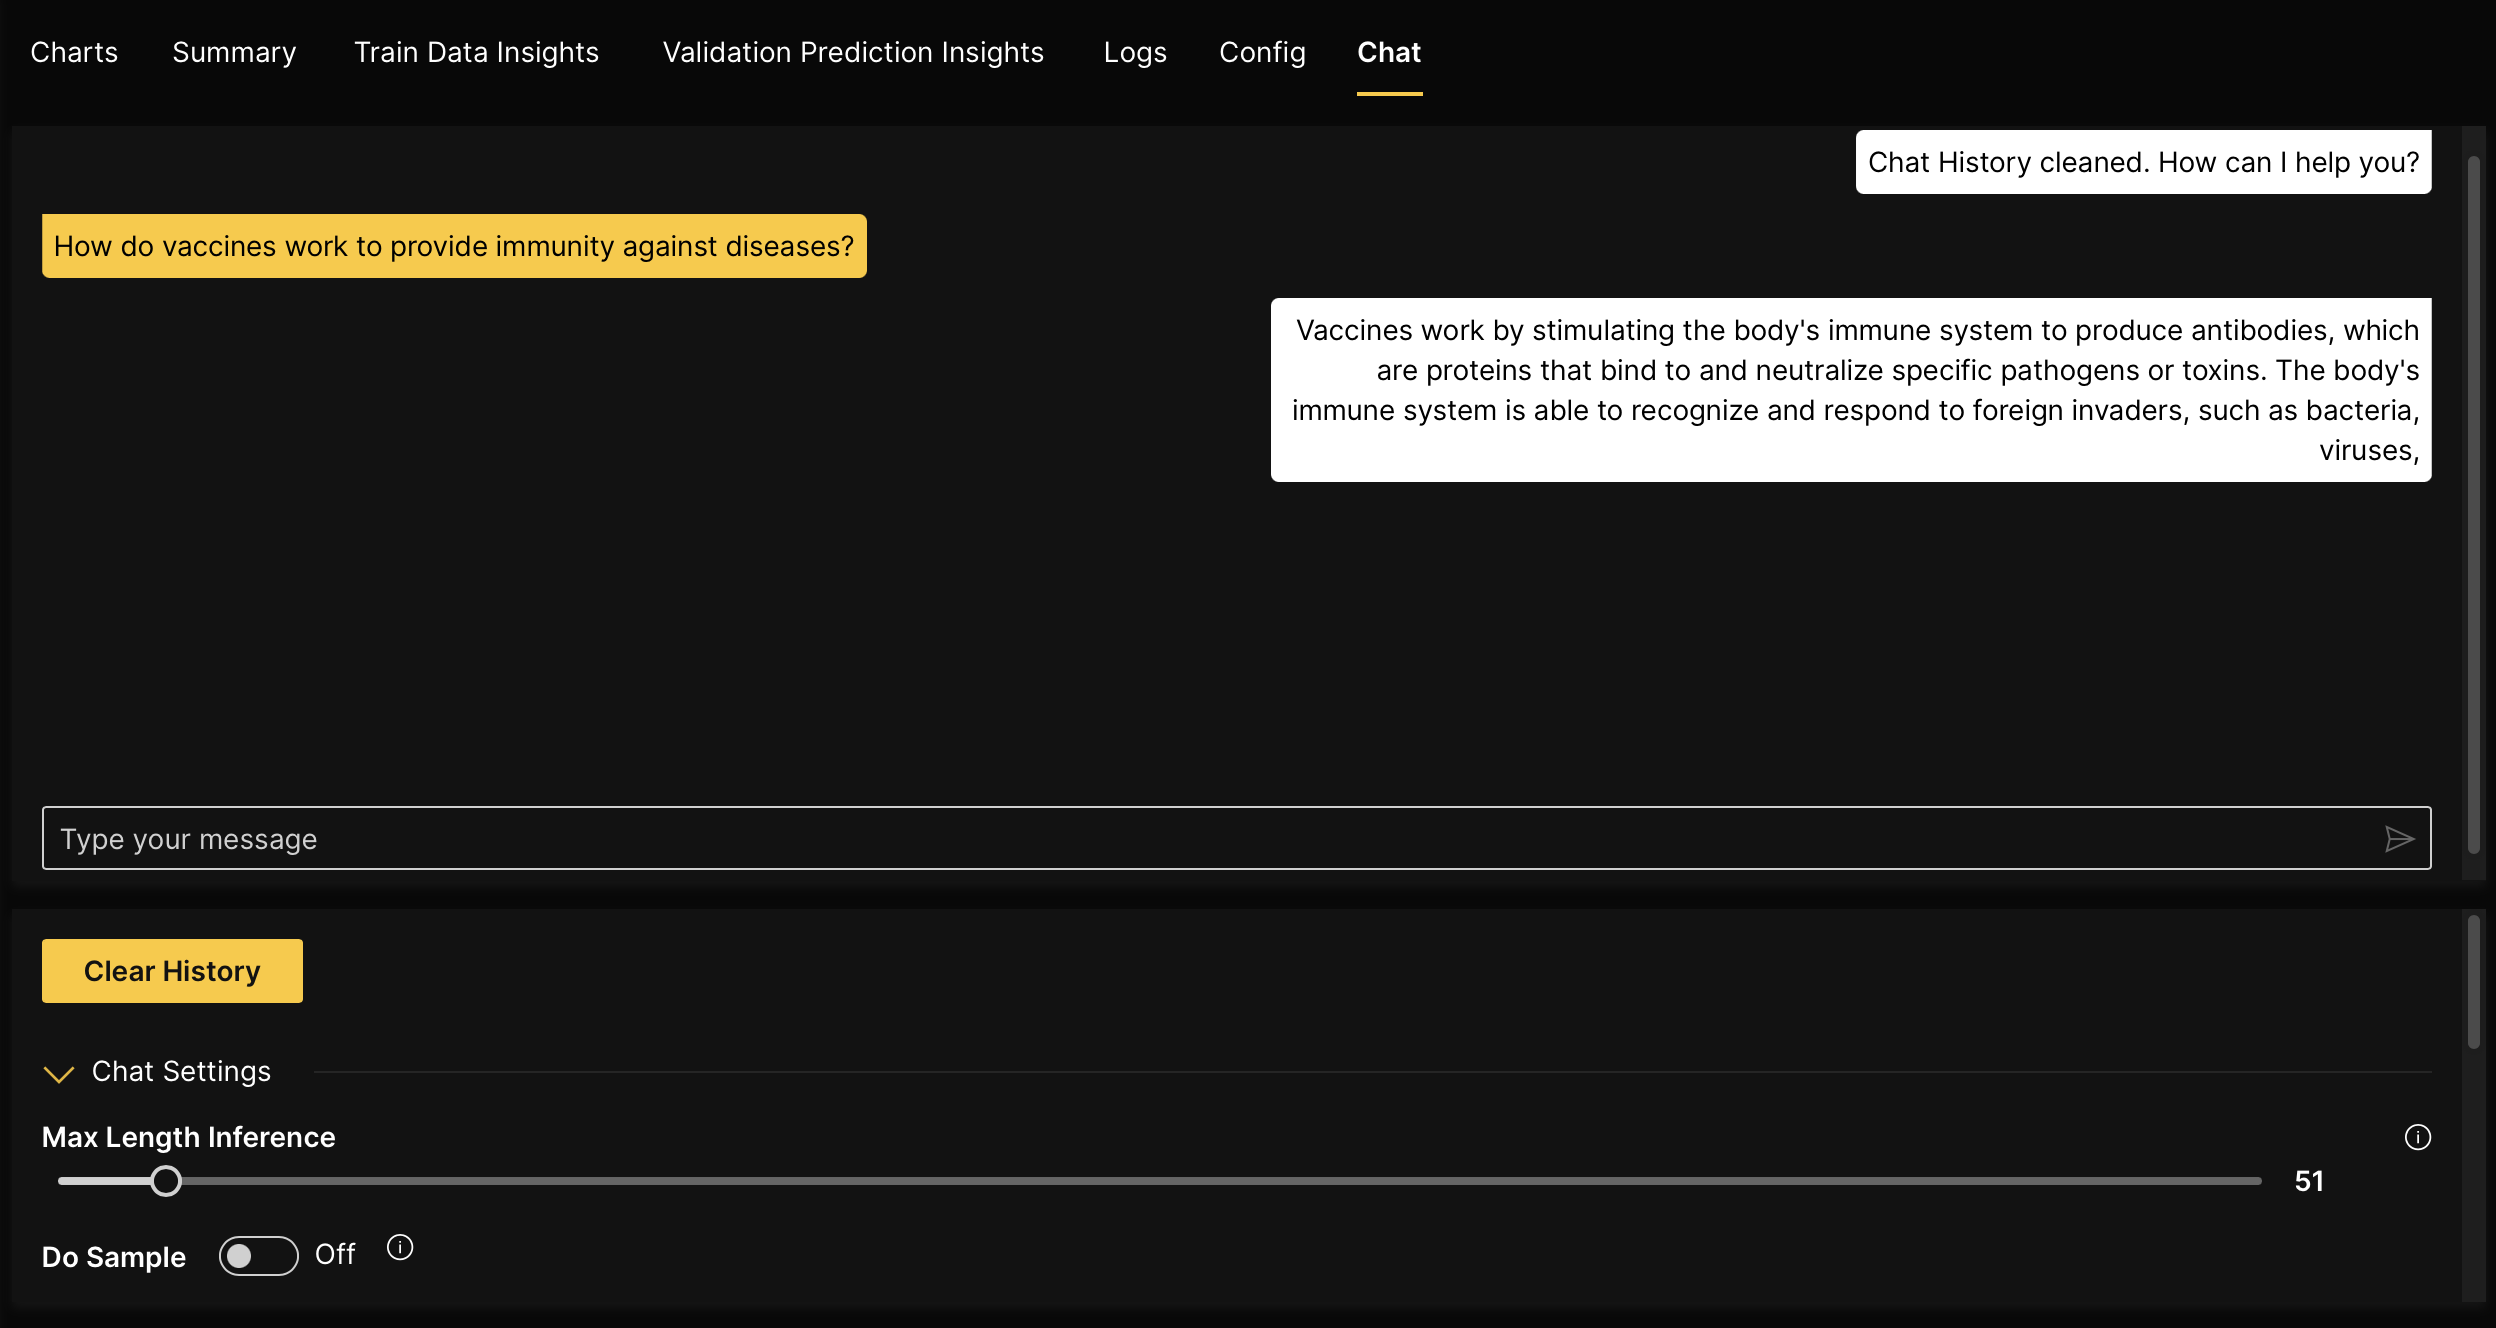 Charts Summary Train Data Insights Validation Prediction Insights Logs Config Chat
Chat History cleaned. How can I help you?
How do vaccines work to provide immunity against diseases?
Vaccines work by stimulating the body's immune system to produce antibodies, which
are proteins that bind to and neutralize specific pathogens or toxins. The body's
immune system is able to recognize and respond to foreign invaders, such as bacteria,
viruses,
Type your message
Clear History
Chat Settings
Max Length Inference
51
Do Sample Off